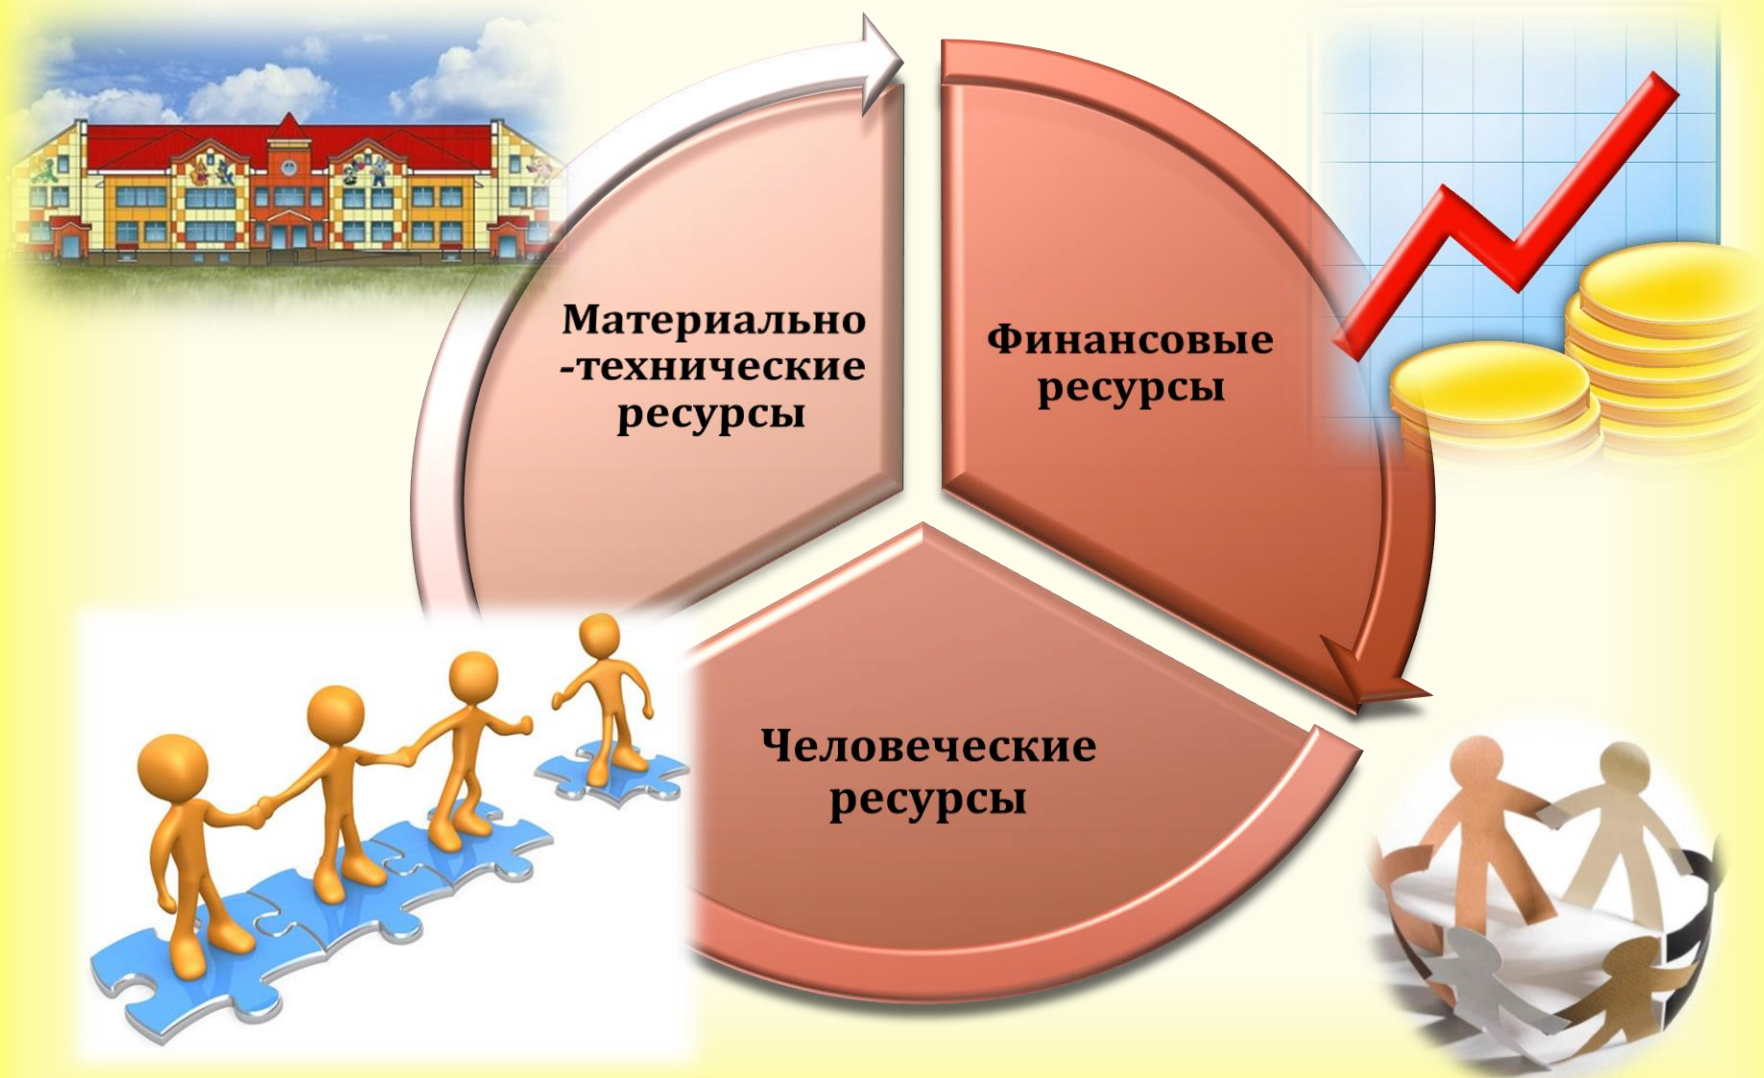 Материально
-технические
ресурсы
Финансовые
ресурсы
Человеческие
ресурсы